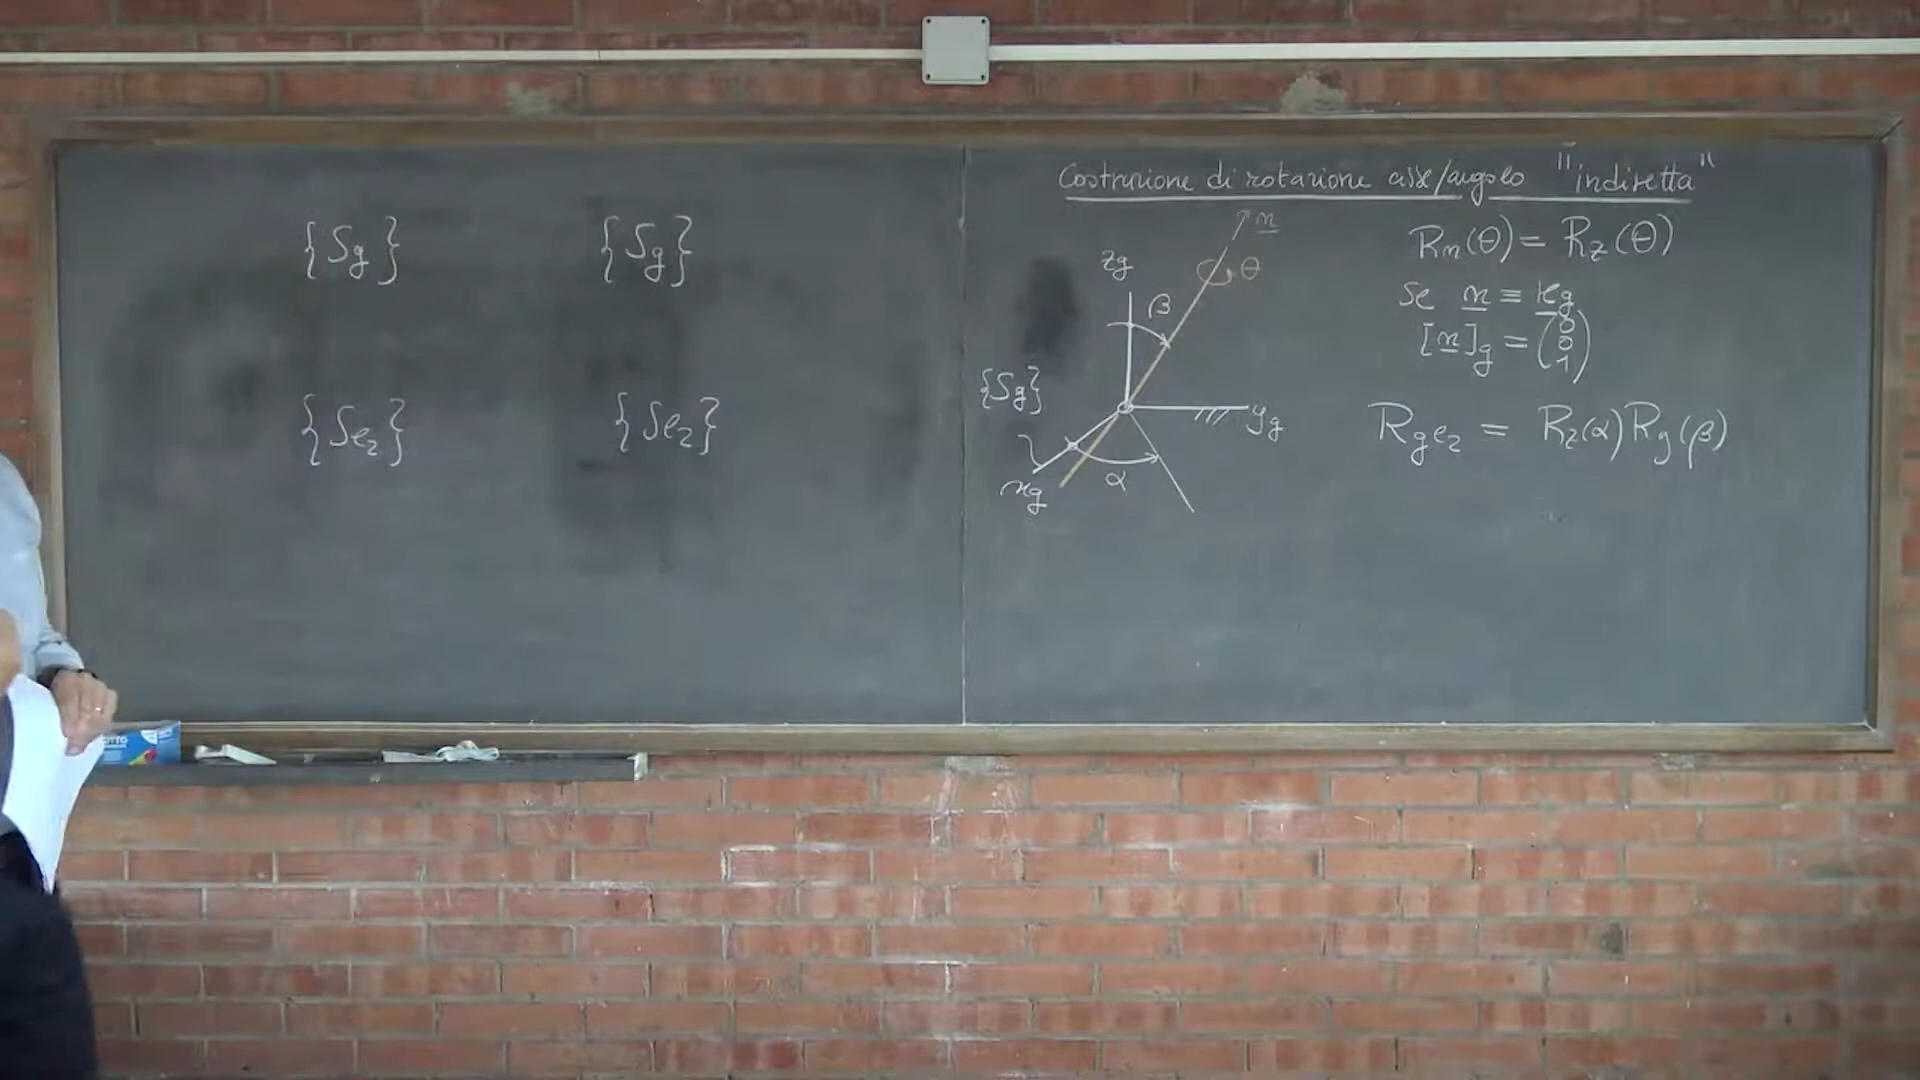 {Sg} {Sg}
{Se₂} {Se₂}
Costruzione di rotazione asse/angolo "indiretta"
n
zg
θ
β
{Sg}
yg
xg
α
Rn(θ) = Rz(θ)
Se n ≡ kg
[n]g = (0 0 1)
Rge₂ = Rz(α)Ry(β)